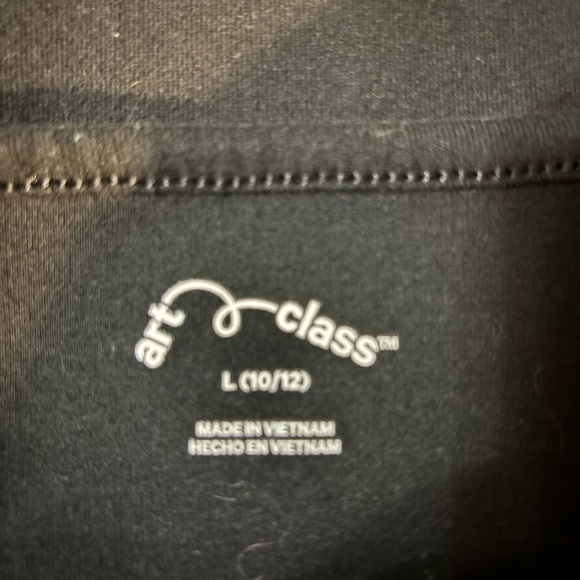 art class™
L (10/12)
MADE IN VIETNAM
HECHO EN VIETNAM